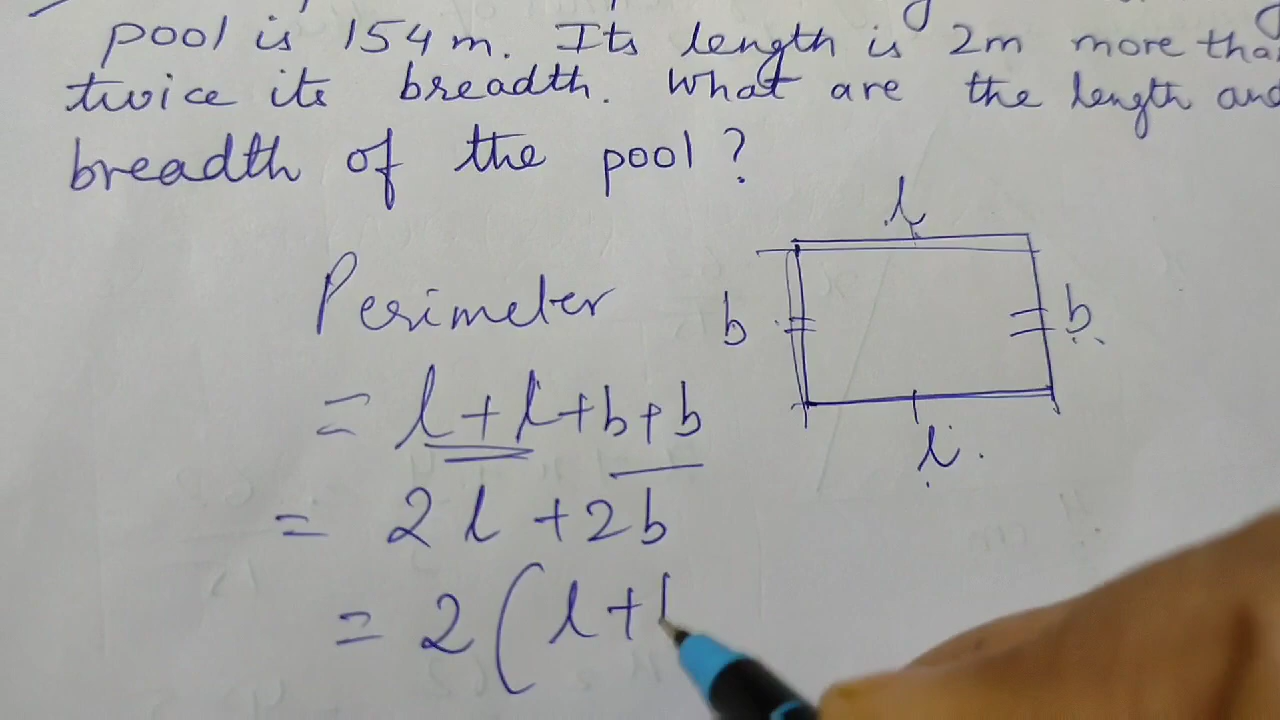 pool is 154 m. Its length is 2m more than
twice its breadth. What are the length and
breadth of the pool?
l
Perimeter
b
b
= l + l + b + b
l.
= 2l + 2b
= 2 ( l +